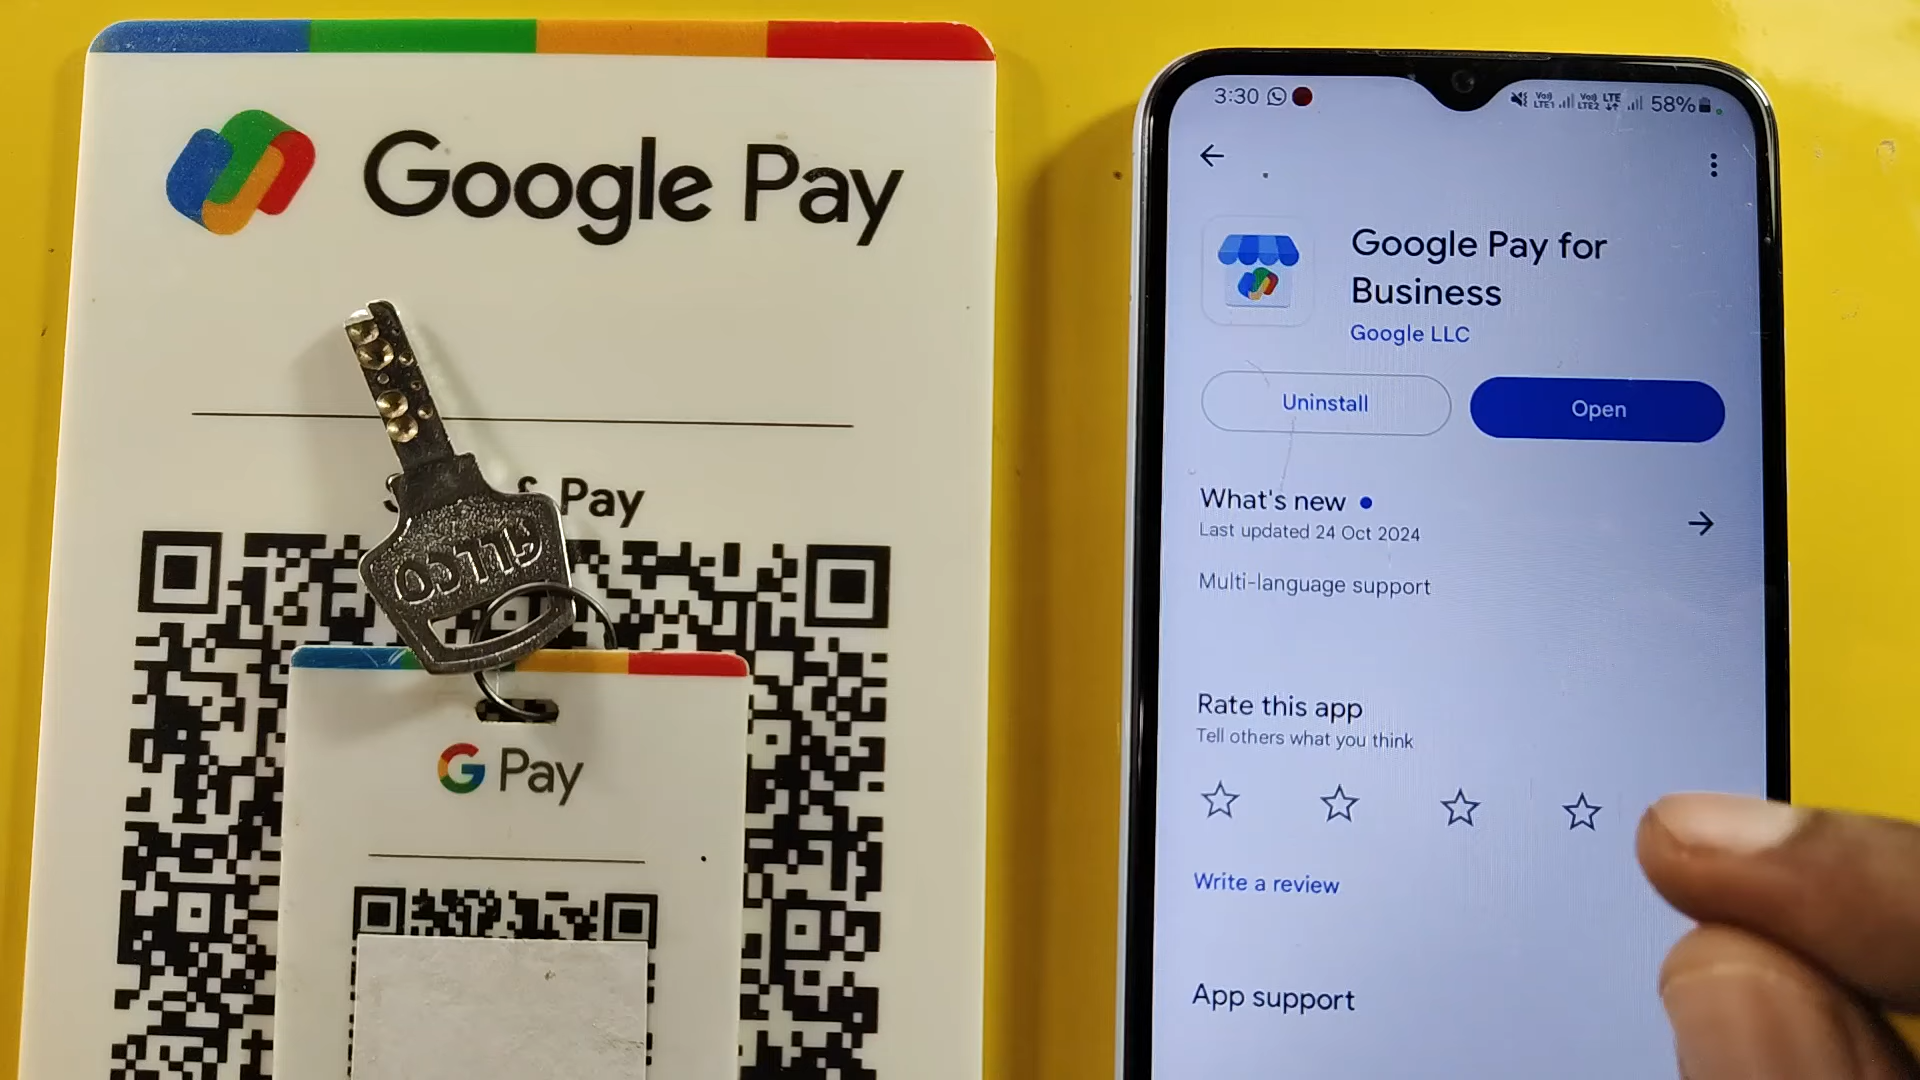 Google Pay
Pay
G Pay
3:30
58%
Google Pay for
Business
Google LLC
Uninstall
Open
What's new
Last updated 24 Oct 2024
Multi-language support
Rate this app
Tell others what you think
Write a review
App support